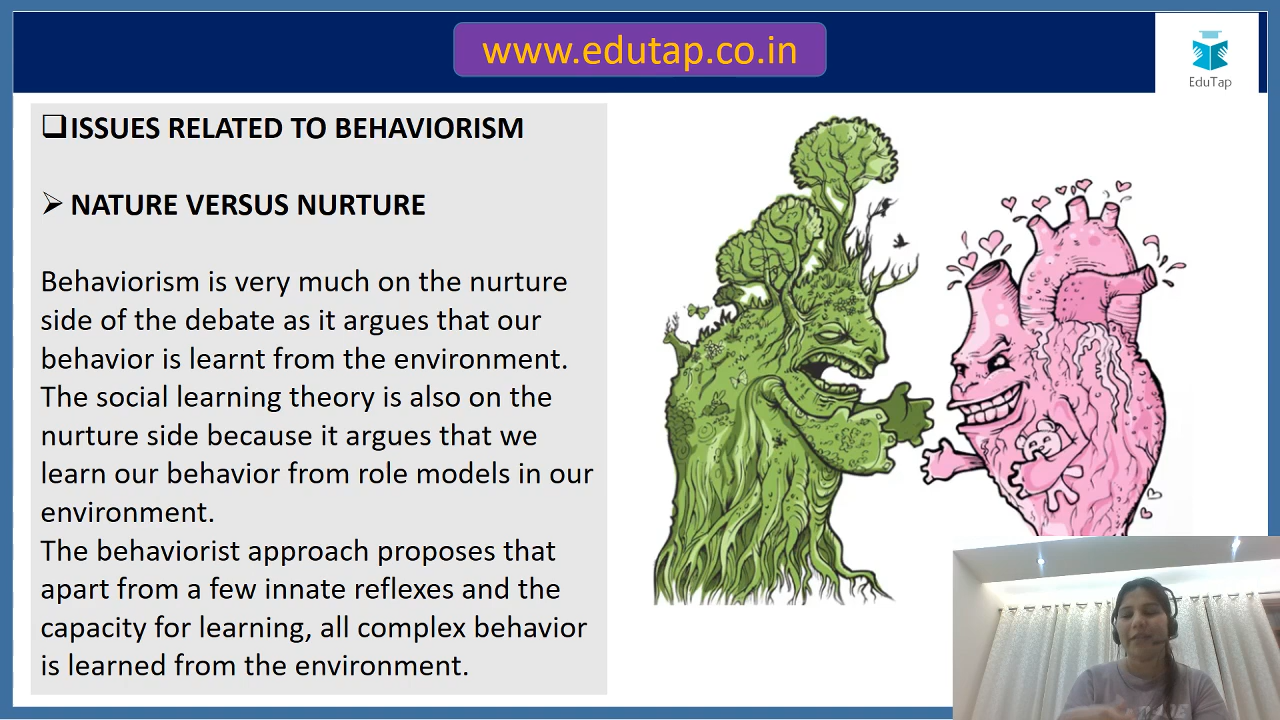 www.edutap.co.in
EduTap
ISSUES RELATED TO BEHAVIORISM
NATURE VERSUS NURTURE
Behaviorism is very much on the nurture
side of the debate as it argues that our
behavior is learnt from the environment.
The social learning theory is also on the
nurture side because it argues that we
learn our behavior from role models in our
environment.
The behaviorist approach proposes that
apart from a few innate reflexes and the
capacity for learning, all complex behavior
is learned from the environment.